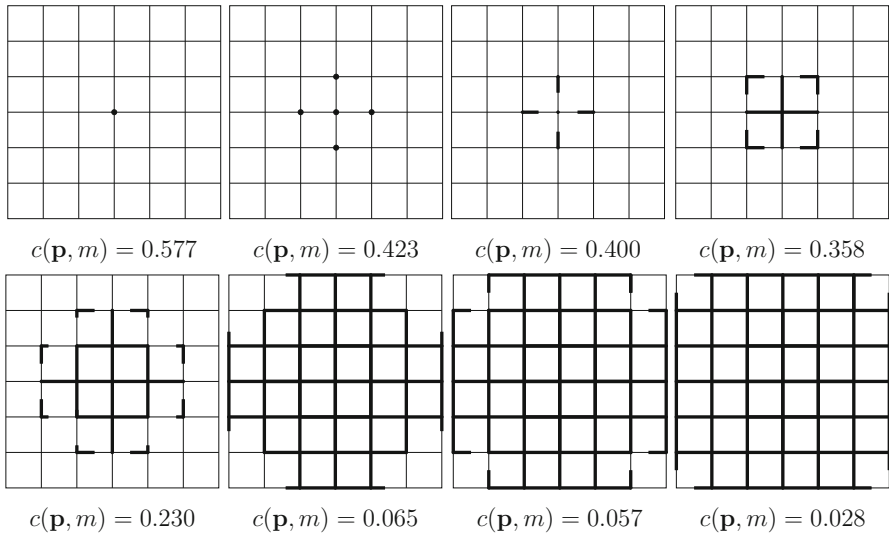 c(p, m) = 0.577 c(p, m) = 0.423 c(p, m) = 0.400 c(p, m) = 0.358
c(p, m) = 0.230 c(p, m) = 0.065 c(p, m) = 0.057 c(p, m) = 0.028